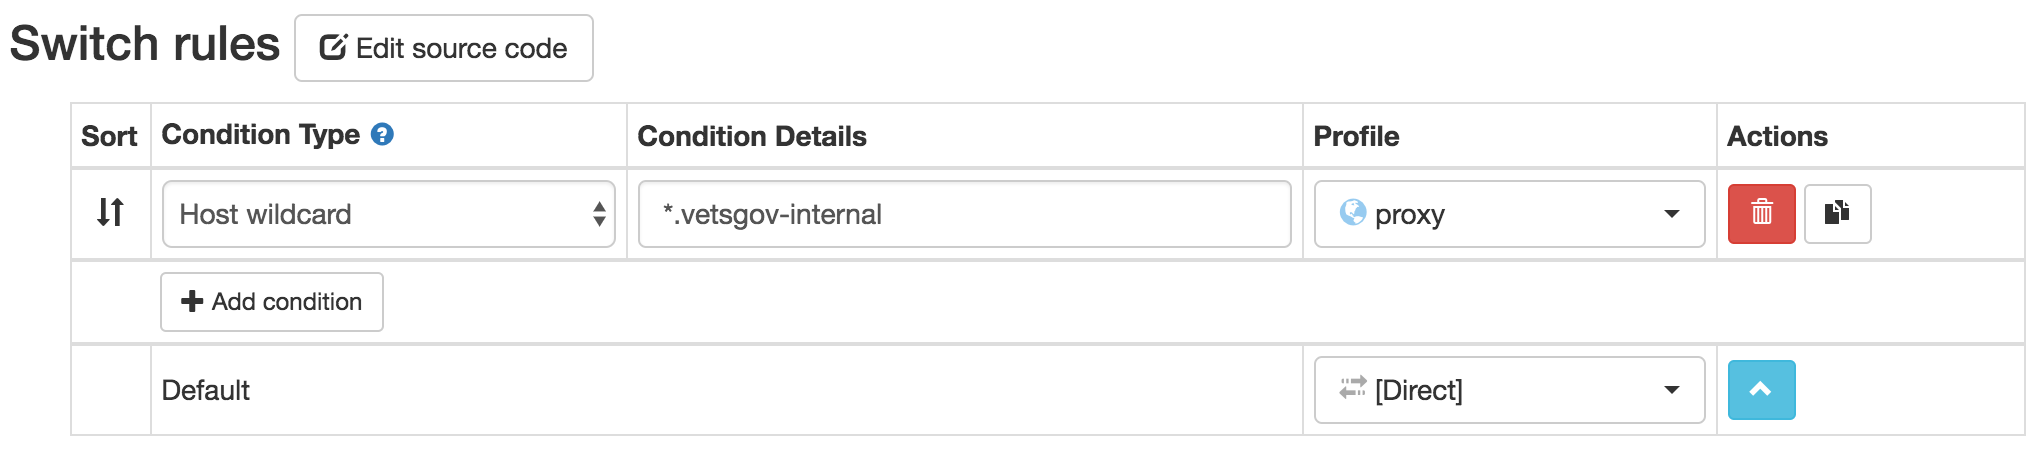 Switch rules Edit source code
Sort Condition Type ? Condition Details Profile Actions
Host wildcard *.vetsgov-internal proxy
Add condition
Default [Direct]